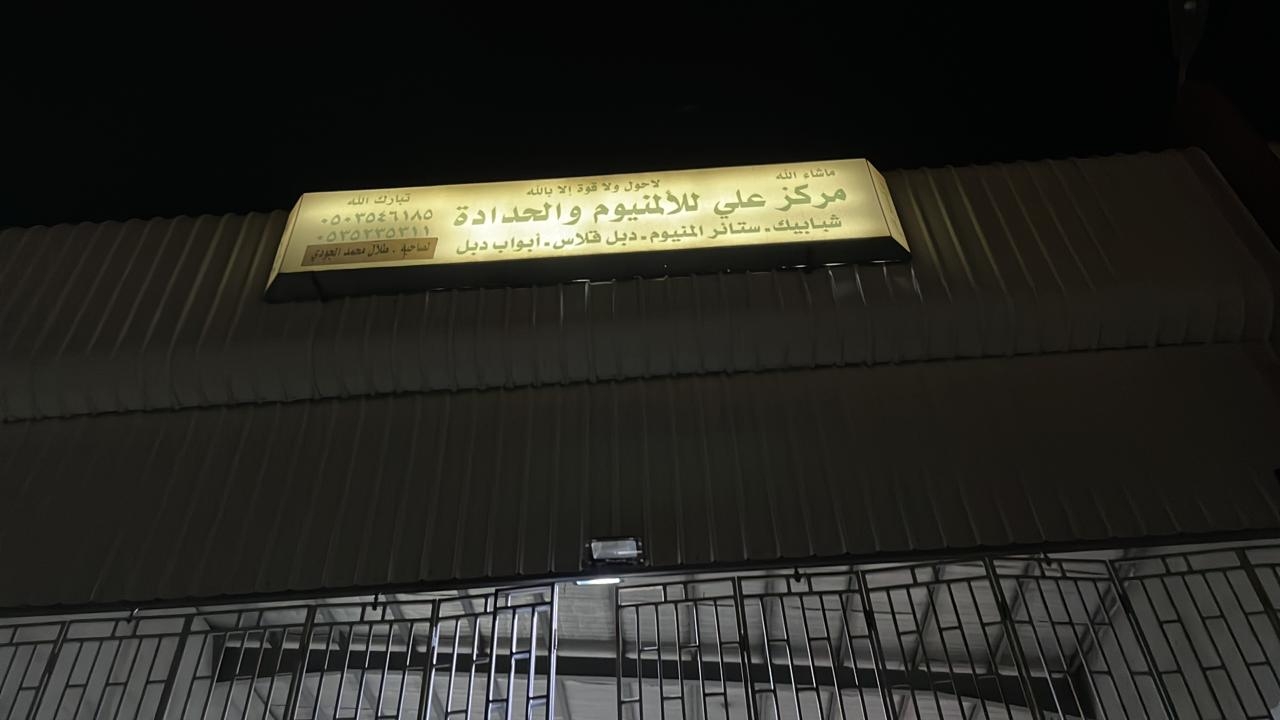 ماشاء الله
لاحول ولا قوة إلا بالله
تبارك الله
مركز علي للألمنيوم والحدادة
شبابيك ـ ستائر المنيوم ـ دبل قلاس ـ أبواب دبل
٠٥٠٣٥٤٦١٨٥
٠٥٣٥٢٣٥٣١١
لصاحبه . طلال محمد الجودي